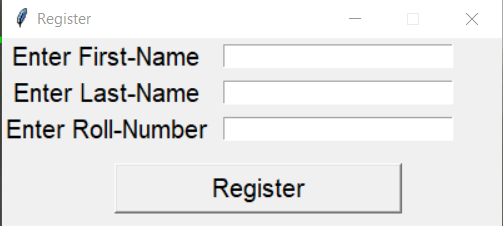 Register
Enter First-Name
Enter Last-Name
Enter Roll-Number
Register